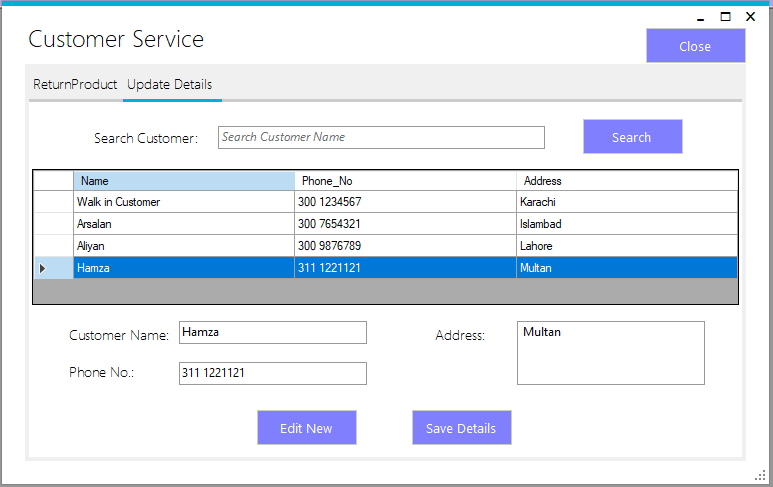 Customer Service
Close
ReturnProduct Update Details
Search Customer: Search Customer Name Search
Name Phone_No Address
Walk in Customer 300 1234567 Karachi
Arsalan 300 7654321 Islambad
Aliyan 300 9876789 Lahore
Hamza 311 1221121 Multan
Customer Name: Hamza Address: Multan
Phone No.: 311 1221121
Edit New Save Details